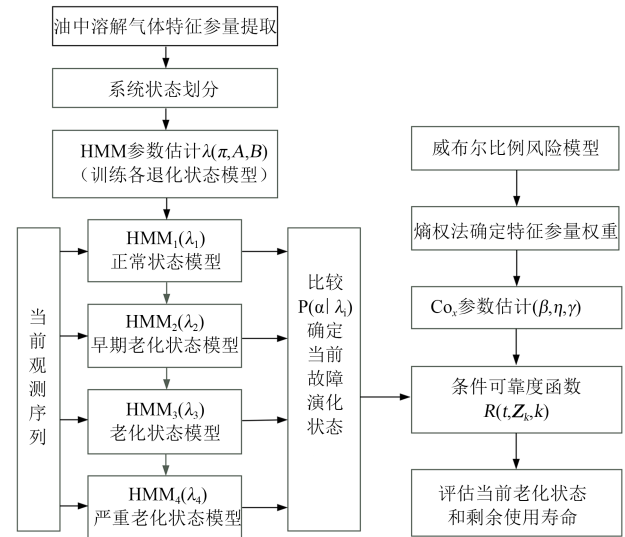 油中溶解气体特征参量提取
系统状态划分
HMM参数估计λ(π,A,B)
（训练各退化状态模型）
当
前
观
测
序
列
HMM₁(λ₁)
正常状态模型
HMM₂(λ₂)
早期老化状态模型
HMM₃(λ₃)
老化状态模型
HMM₄(λ₄)
严重老化状态模型
比较
P(α| λᵢ)
确定
当前
故障
演化
状态
威布尔比例风险模型
熵权法确定特征参量权重
Coₓ参数估计(β,η,γ)
条件可靠度函数
R(t,Zₖ,k)
评估当前老化状态
和剩余使用寿命